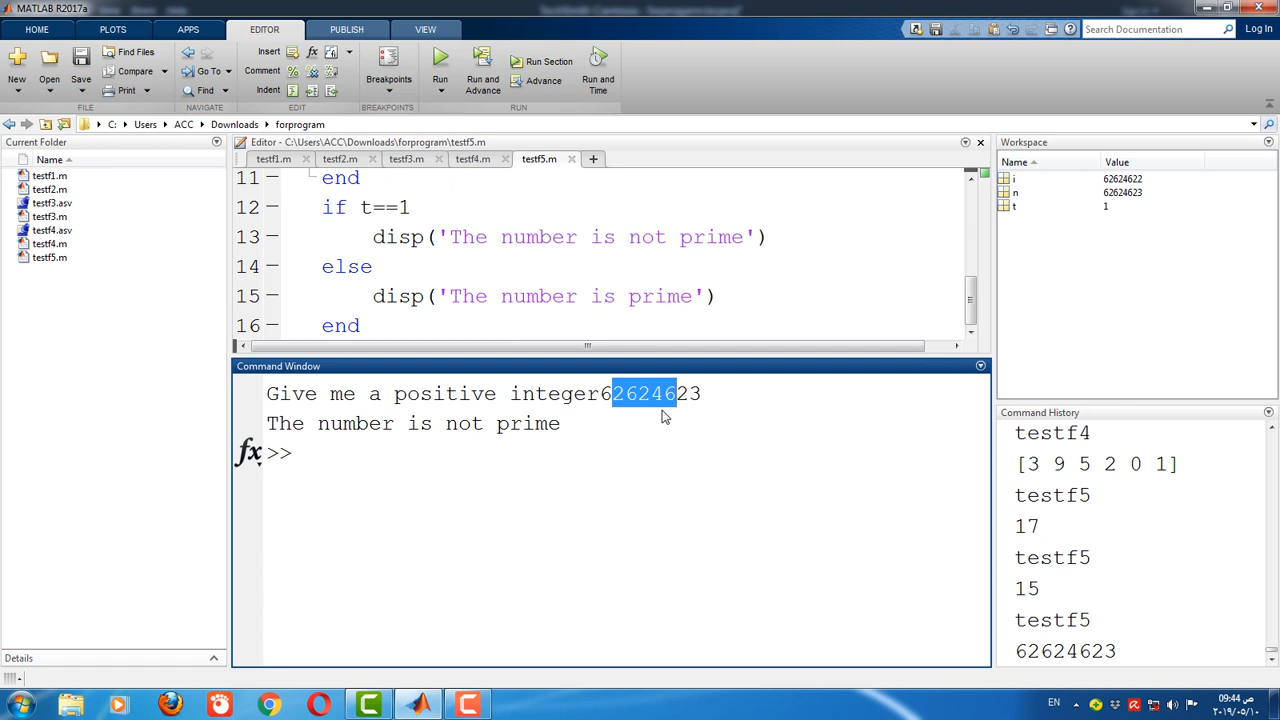 MATLAB R2017a
HOME PLOTS APPS EDITOR PUBLISH VIEW
Search Documentation Log In
New Open Save Find Files Compare Print
Go To Find
Insert fx Comment Indent
Breakpoints Run Run and Advance Run Section Advance Run and Time
FILE NAVIGATE EDIT BREAKPOINTS RUN
C: Users ACC Downloads forprogram
Current Folder
Name
testf1.m
testf2.m
testf3.asv
testf3.m
testf4.asv
testf4.m
testf5.m
Details
Editor - C:\Users\ACC\Downloads\forprogram\testf5.m
testf1.m testf2.m testf3.m testf4.m testf5.m
11 end
12 if t==1
13 disp('The number is not prime')
14 else
15 disp('The number is prime')
16 end
Command Window
Give me a positive integer62624623
The number is not prime
fx >>
Workspace
Name Value
i 62624622
n 62624623
t 1
Command History
testf4
[3 9 5 2 0 1]
testf5
17
testf5
15
testf5
62624623
EN
09:44 ص
٢٠١٩/٠٥/١٠